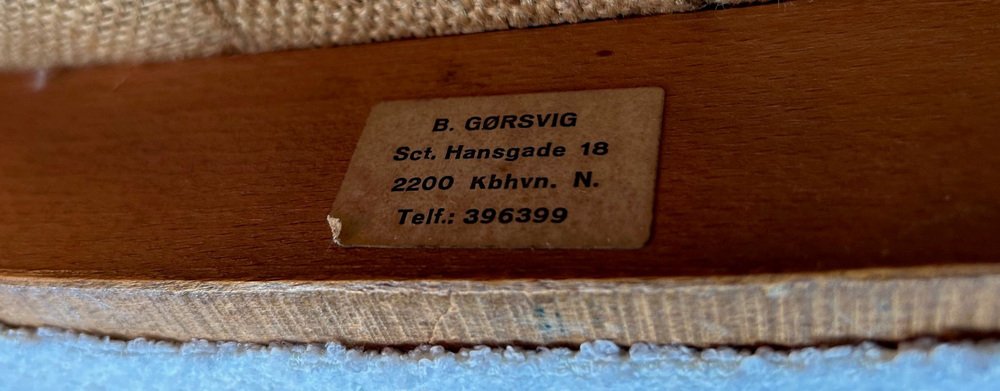 B. GØRSVIG
Sct. Hansgade 18
2200 Kbhvn. N.
Telf.: 396399